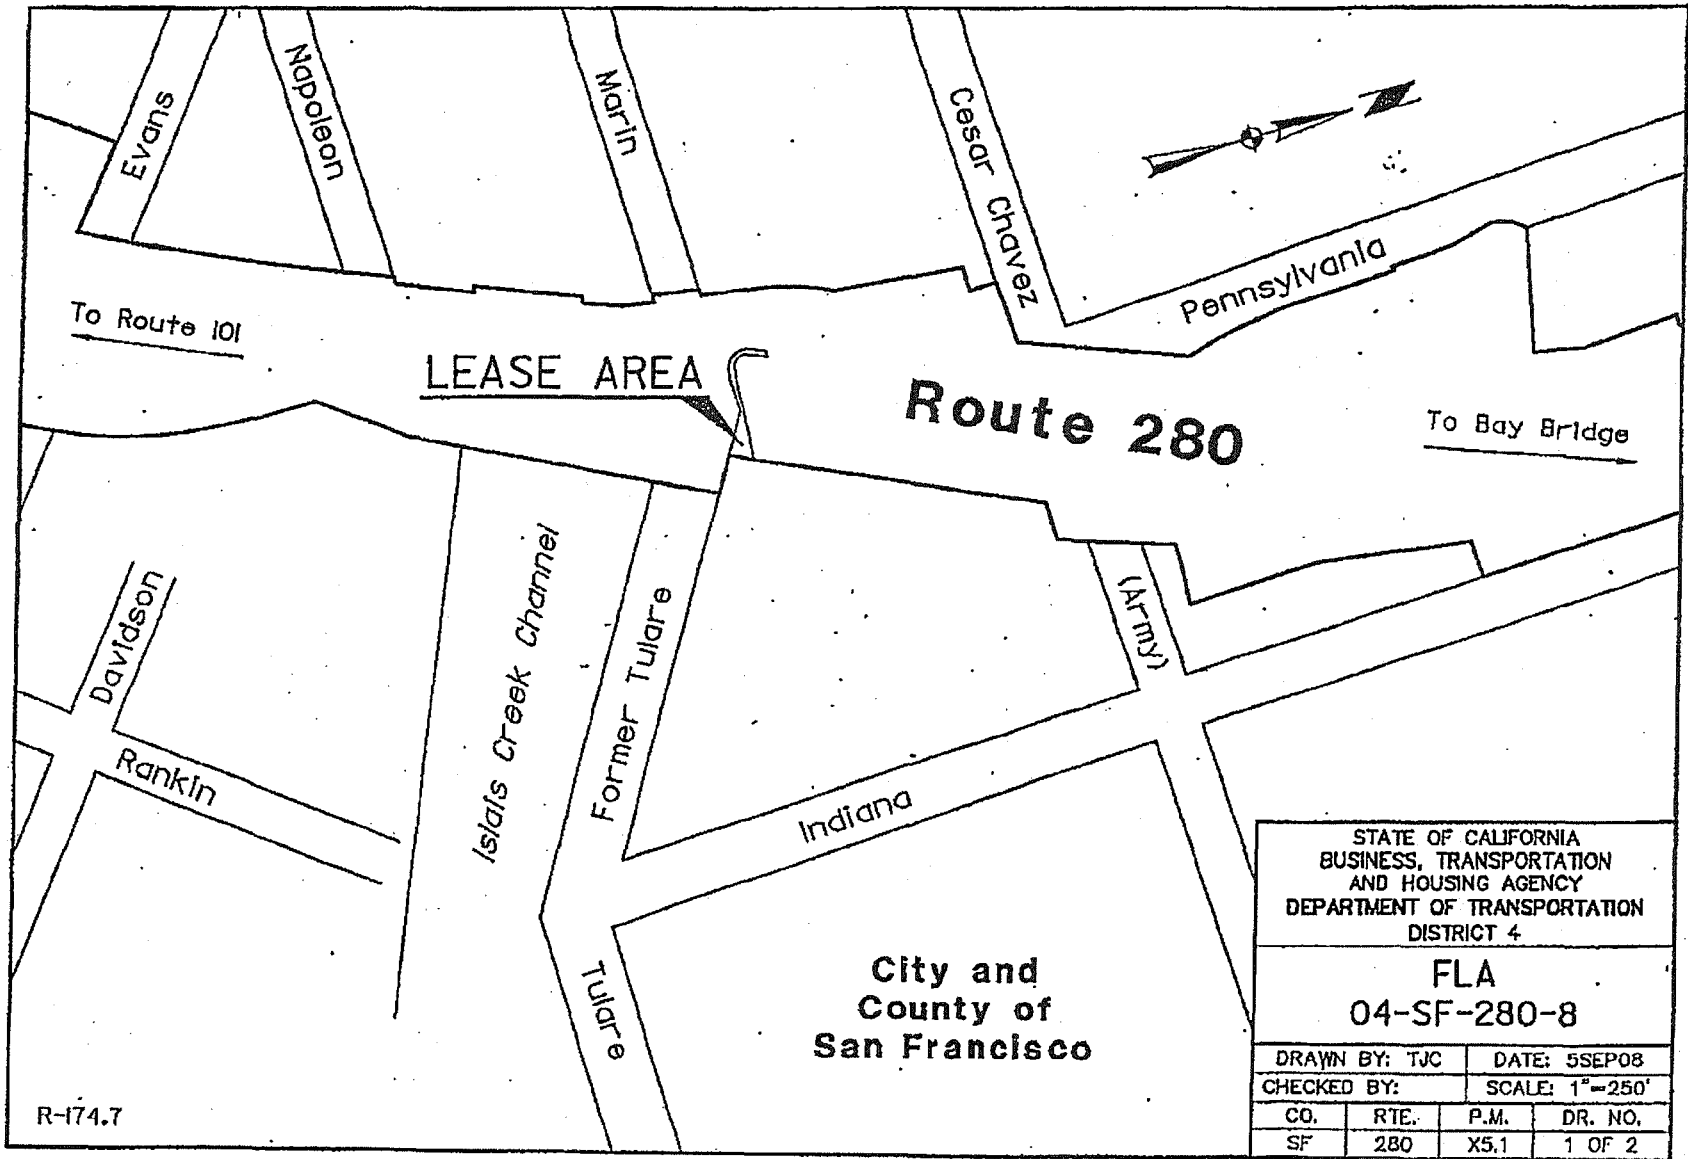 Evans
Napoleon
Marin
Cesar Chavez
Pennsylvania
To Route 101
LEASE AREA
Route 280
To Bay Bridge
Davidson
Rankin
Islais Creek Channel
Former Tulare
(Army)
Indiana
Tulare
City and
County of
San Francisco
R-174.7
STATE OF CALIFORNIA
BUSINESS, TRANSPORTATION
AND HOUSING AGENCY
DEPARTMENT OF TRANSPORTATION
DISTRICT 4
FLA
04-SF-280-8
DRAWN BY: TJC DATE: 5SEP08
CHECKED BY: SCALE: 1"=250'
CO. RTE. P.M. DR. NO.
SF 280 X5.1 1 OF 2